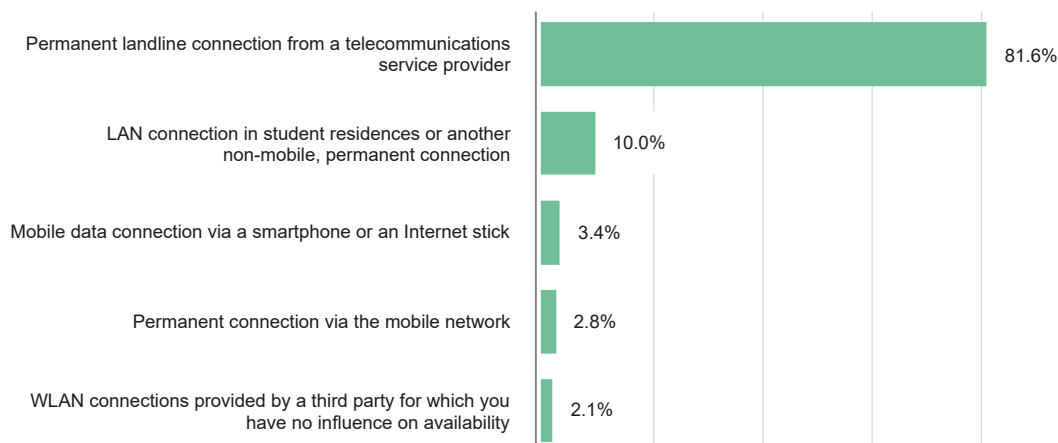 Permanent landline connection from a telecommunications
service provider
81.6%
LAN connection in student residences or another
non-mobile, permanent connection
10.0%
Mobile data connection via a smartphone or an Internet stick
3.4%
Permanent connection via the mobile network
2.8%
WLAN connections provided by a third party for which you
have no influence on availability
2.1%